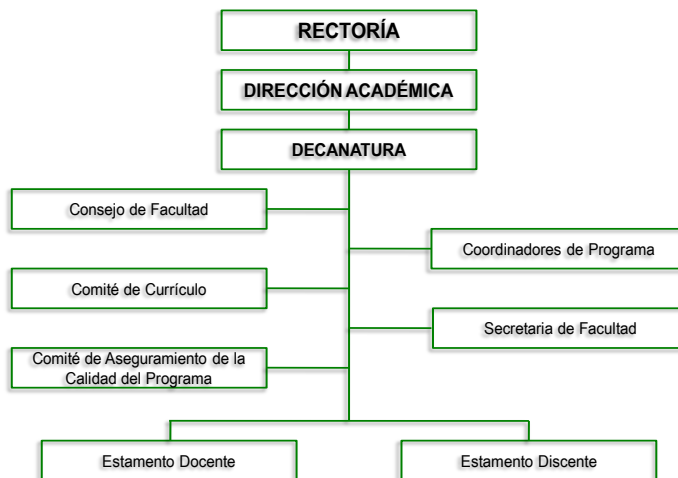 RECTORÍA
DIRECCIÓN ACADÉMICA
DECANATURA
Consejo de Facultad
Coordinadores de Programa
Comité de Currículo
Secretaria de Facultad
Comité de Aseguramiento de la
Calidad del Programa
Estamento Docente
Estamento Discente